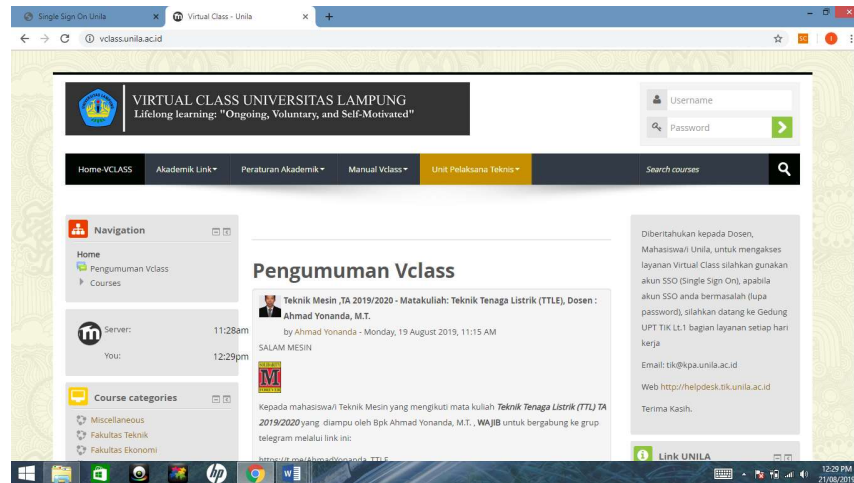 Single Sign On Unila
Virtual Class - Unila
vclass.unila.ac.id
VIRTUAL CLASS UNIVERSITAS LAMPUNG
Lifelong learning: "Ongoing, Voluntary, and Self-Motivated"
Username
Password
Home-VCLASS
Akademik Link
Peraturan Akademik
Manual Vclass
Unit Pelaksana Teknis
Search courses
Navigation
Home
Pengumuman Vclass
Courses
Server: 11:28am
You: 12:29pm
Course categories
Miscellaneous
Fakultas Teknik
Fakultas Ekonomi
Pengumuman Vclass
Teknik Mesin ,TA 2019/2020 - Matakuliah: Teknik Tenaga Listrik (TTLE), Dosen :
Ahmad Yonanda, M.T.
by Ahmad Yonanda - Monday, 19 August 2019, 11:15 AM
SALAM MESIN
Kepada mahasiswa/i Teknik Mesin yang mengikuti mata kuliah Teknik Tenaga Listrik (TTL) TA
2019/2020 yang diampu oleh Bpk Ahmad Yonanda, M.T. , WAJIB untuk bergabung ke grup
telegram melalui link ini:
https://t.me/AhmadYonanda_TTLE
Diberitahukan kepada Dosen,
Mahasiswa/i Unila, untuk mengakses
layanan Virtual Class silahkan gunakan
akun SSO (Single Sign On), apabila
akun SSO anda bermasalah (lupa
password), silahkan datang ke Gedung
UPT TIK Lt.1 bagian layanan setiap hari
kerja
Email: tik@kpa.unila.ac.id
Web http://helpdesk.tik.unila.ac.id
Terima Kasih.
Link UNILA
12:29 PM
21/08/2019